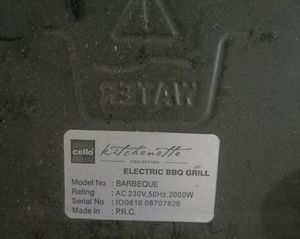 WATER
cello kitchenette
COLLECTION
ELECTRIC BBQ GRILL
Model No : BARBEQUE
Rating : AC 230V,50Hz,2000W
Serial No : IO0816 08707826
Made in : P.R.C.